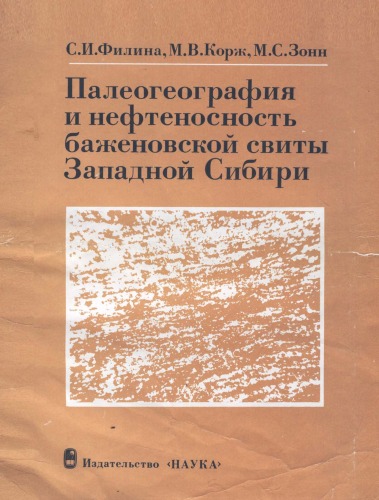 С.И.Филина, М.В.Корж, М.С.Зонн
Палеогеография
и нефтеносность
баженовской свиты
Западной Сибири
Издательство «НАУКА»